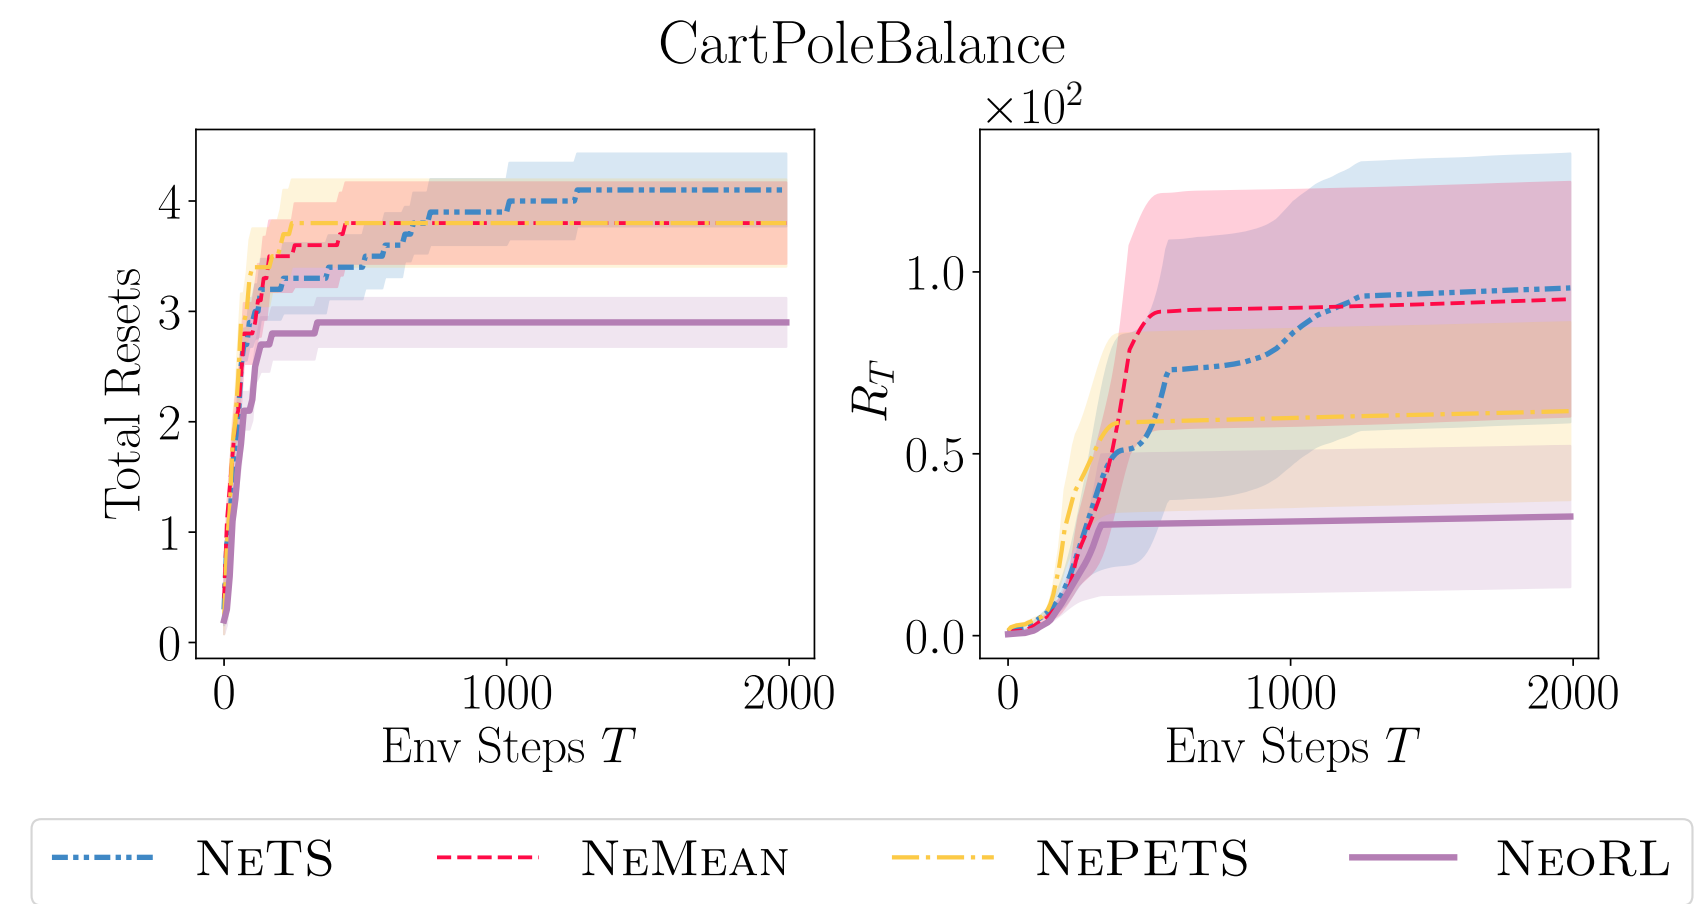 CartPoleBalance
×10²
Total Resets
4
3
2
1
0
0 1000 2000
Env Steps T
R_T
1.0
0.5
0.0
0 1000 2000
Env Steps T
NETS NEMEAN NEPETS NEORL